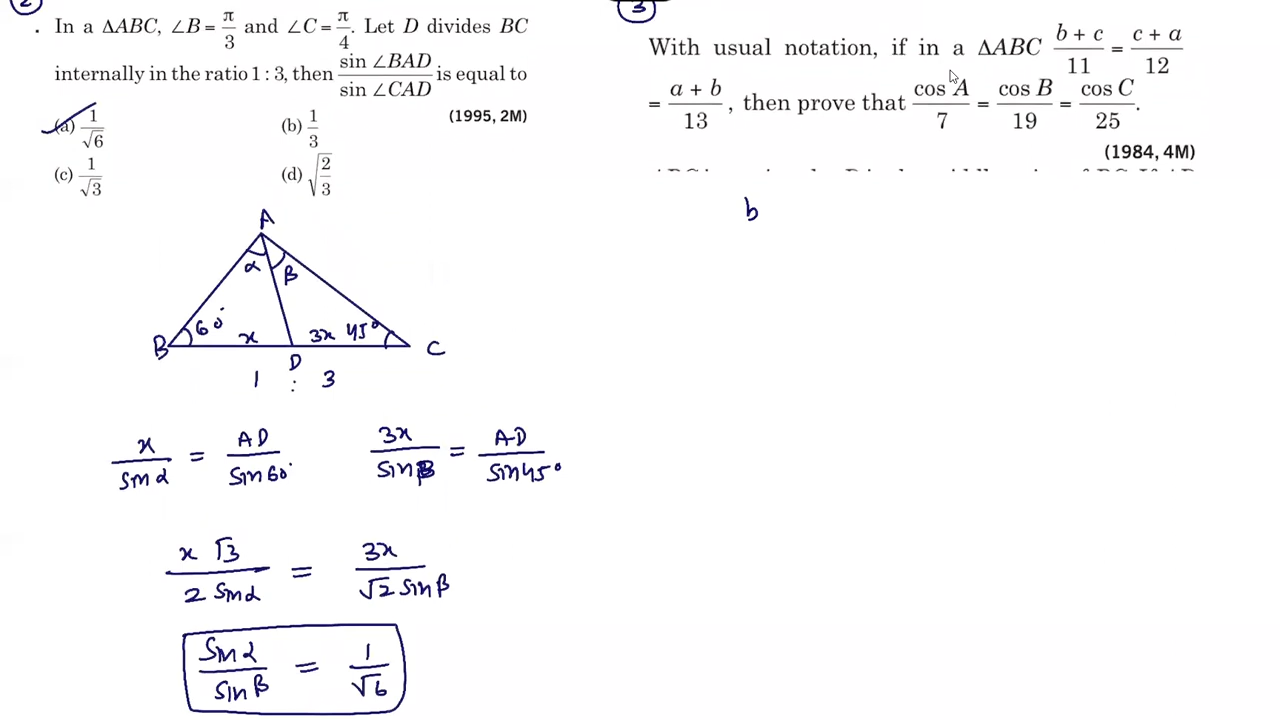 2
. In a ΔABC, ∠B = π/3 and ∠C = π/4. Let D divides BC
internally in the ratio 1 : 3, then sin ∠BAD / sin ∠CAD is equal to
(1995, 2M)
(a) 1/√6 (b) 1/3
(c) 1/√3 (d) √(2/3)
A
α β
B 60° x 3x 45° C
D
1 : 3
x/sin α = AD/sin 60° 3x/sin β = AD/sin 45°
x √3 / 2 sin α = 3x / √2 sin β
sin α / sin β = 1/√6
3
With usual notation, if in a ΔABC (b + c)/11 = (c + a)/12
= (a + b)/13, then prove that cos A/7 = cos B/19 = cos C/25.
(1984, 4M)
b